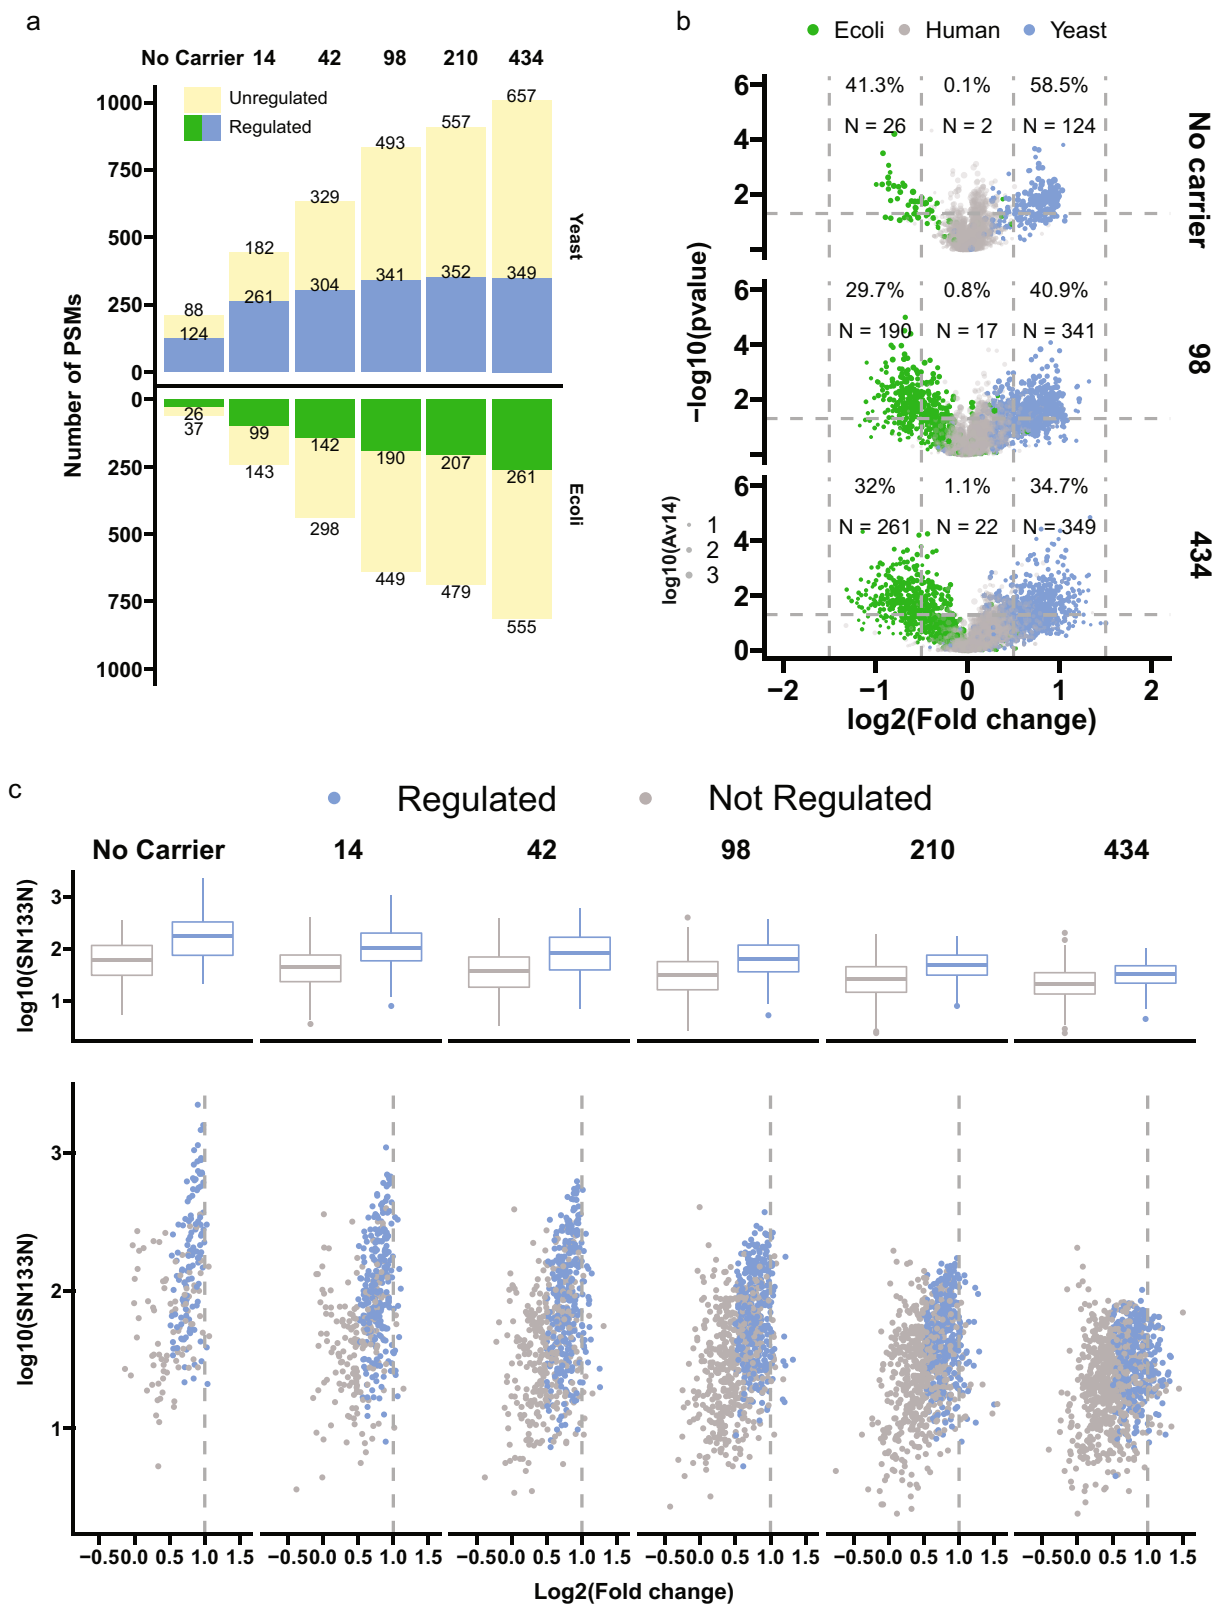 a
No Carrier 14 42 98 210 434
Unregulated
Regulated
Number of PSMs
1000
750
500
250
0
0
250
500
750
1000
88
124
182
261
329
304
493
341
557
352
657
349
Yeast
26
37
99
143
142
298
190
449
207
479
261
555
Ecoli
b
Ecoli Human Yeast
−log10(pvalue)
6
4
2
41.3% 0.1% 58.5%
N = 26 N = 2 N = 124
No carrier
6
4
2
29.7% 0.8% 40.9%
N = 190 N = 17 N = 341
98
6
4
2
0
32% 1.1% 34.7%
N = 261 N = 22 N = 349
434
log10(Av14)
1
2
3
−2 −1 0 1 2
log2(Fold change)
c
Regulated Not Regulated
No Carrier 14 42 98 210 434
log10(SN133N)
3
2
1
log10(SN133N)
3
2
1
−0.50.0 0.5 1.0 1.5 −0.50.0 0.5 1.0 1.5 −0.50.0 0.5 1.0 1.5 −0.50.0 0.5 1.0 1.5 −0.50.0 0.5 1.0 1.5 −0.50.0 0.5 1.0 1.5
Log2(Fold change)